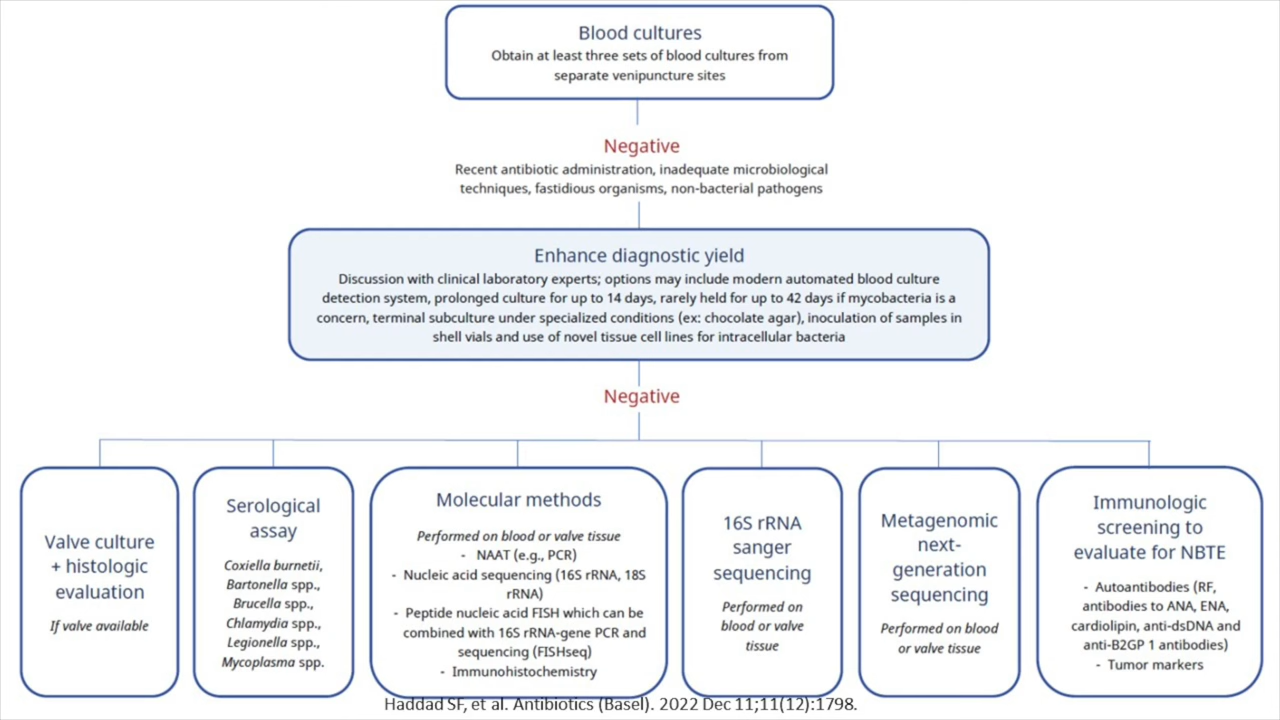 Blood cultures
Obtain at least three sets of blood cultures from
separate venipuncture sites
Negative
Recent antibiotic administration, inadequate microbiological
techniques, fastidious organisms, non-bacterial pathogens
Enhance diagnostic yield
Discussion with clinical laboratory experts; options may include modern automated blood culture
detection system, prolonged culture for up to 14 days, rarely held for up to 42 days if mycobacteria is a
concern, terminal subculture under specialized conditions (ex: chocolate agar), inoculation of samples in
shell vials and use of novel tissue cell lines for intracellular bacteria
Negative
Valve culture
+ histologic
evaluation
If valve available
Serological
assay
Coxiella burnetii,
Bartonella spp.,
Brucella spp.,
Chlamydia spp.,
Legionella spp.,
Mycoplasma spp.
Molecular methods
Performed on blood or valve tissue
- NAAT (e.g., PCR)
- Nucleic acid sequencing (16S rRNA, 18S
rRNA)
- Peptide nucleic acid FISH which can be
combined with 16S rRNA-gene PCR and
sequencing (FISHseq)
- Immunohistochemistry
16S rRNA
sanger
sequencing
Performed on
blood or valve
tissue
Metagenomic
next-
generation
sequencing
Performed on blood
or valve tissue
Immunologic
screening to
evaluate for NBTE
- Autoantibodies (RF,
antibodies to ANA, ENA,
cardiolipin, anti-dsDNA and
anti-B2GP 1 antibodies)
- Tumor markers
Haddad SF, et al. Antibiotics (Basel). 2022 Dec 11;11(12):1798.